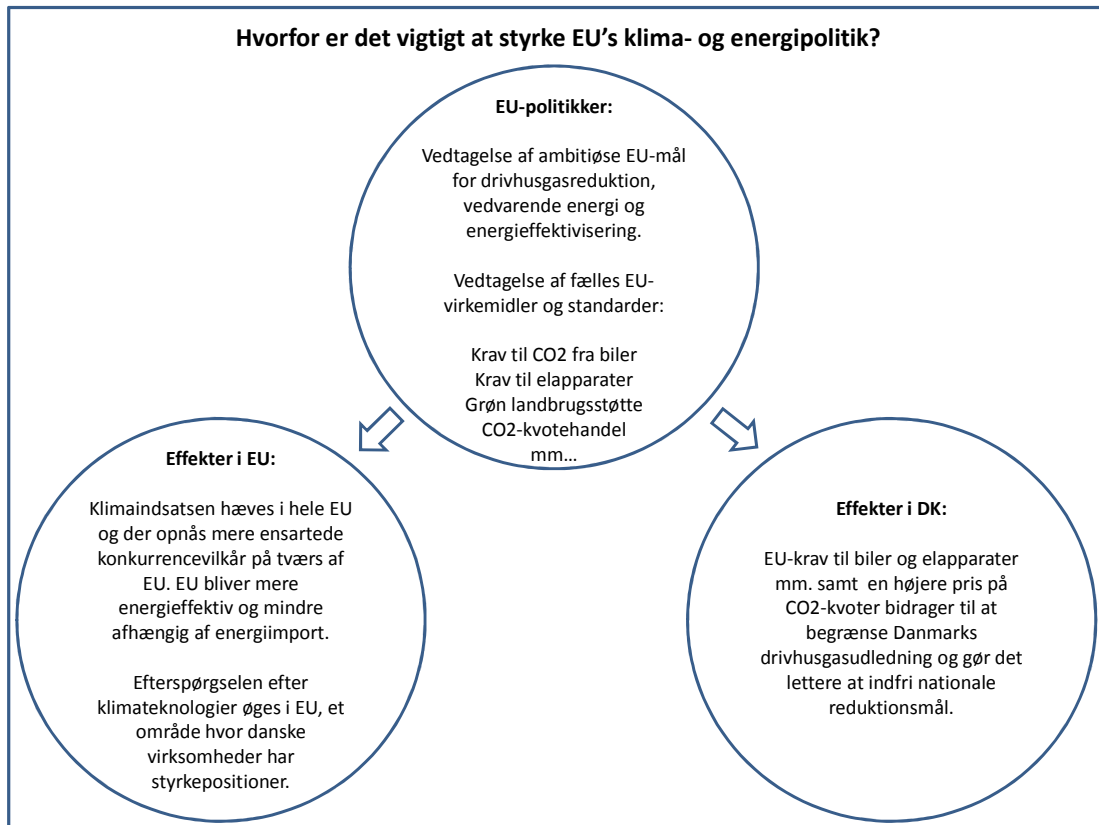 Hvorfor er det vigtigt at styrke EU's klima- og energipolitik?
EU-politikker:
Vedtagelse af ambitiøse EU-mål
for drivhusgasreduktion,
vedvarende energi og
energieffektivisering.
Vedtagelse af fælles EU-
virkemidler og standarder:
Krav til CO2 fra biler
Krav til elapparater
Grøn landbrugsstøtte
CO2-kvotehandel
mm...
Effekter i EU:
Klimaindsatsen hæves i hele EU
og der opnås mere ensartede
konkurrencevilkår på tværs af
EU. EU bliver mere
energieffektiv og mindre
afhængig af energiimport.
Efterspørgselen efter
klimateknologier øges i EU, et
område hvor danske
virksomheder har
styrkepositioner.
Effekter i DK:
EU-krav til biler og elapparater
mm. samt en højere pris på
CO2-kvoter bidrager til at
begrænse Danmarks
drivhusgasudledning og gør det
lettere at indfri nationale
reduktionsmål.